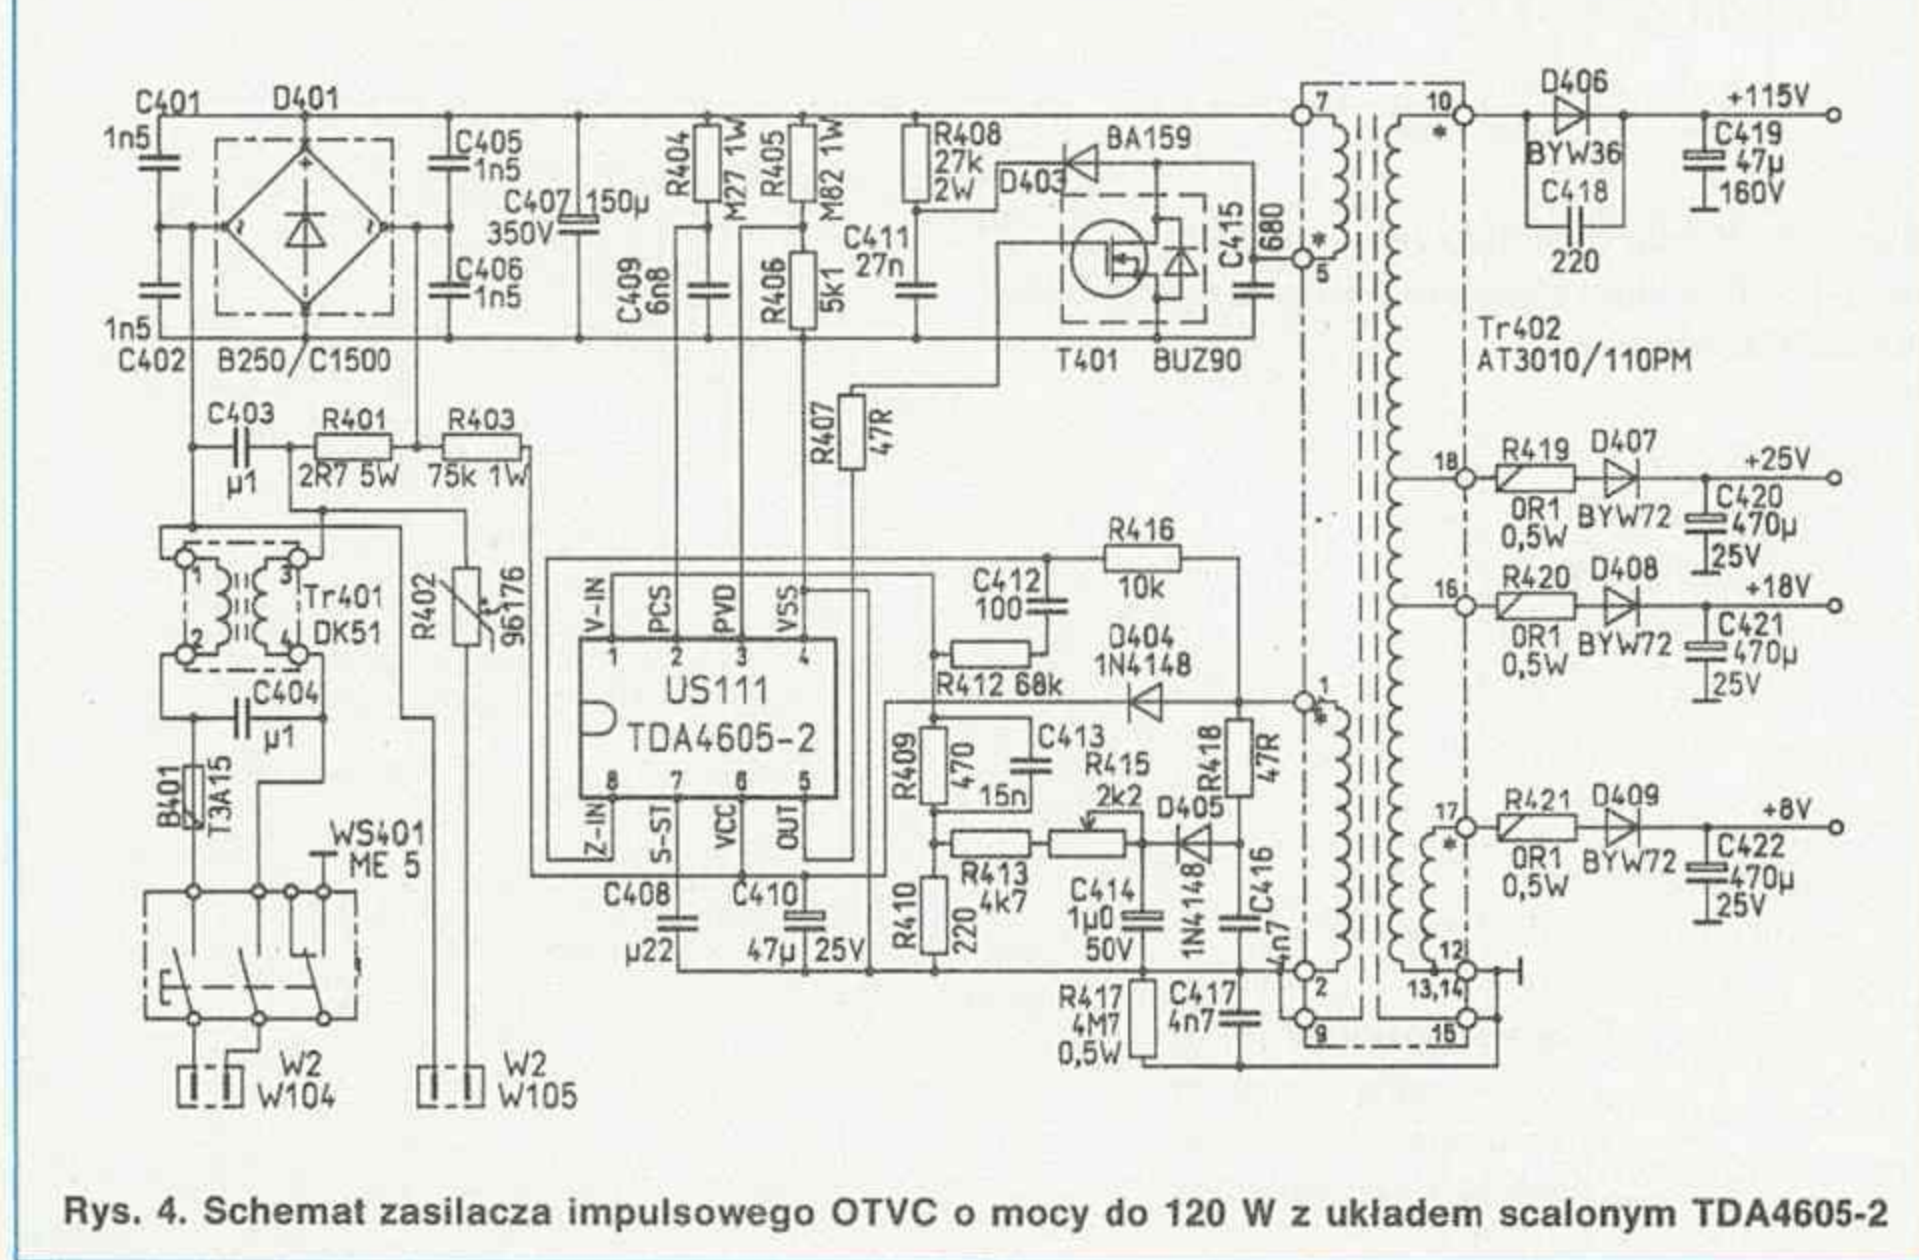 C401
1n5
D401
C405
1n5
C407 150µ
350V
R404
M27 1W
R405
M82 1W
R408
27k
2W
D403
BA159
7
10
*
D406
BYW36
C418
220
+115V
C419
47µ
160V
1n5
C402
B250/C1500
C406
1n5
C409
6n8
R406
5k1
C411
27n
T401
BUZ90
C415
680
*
5
Tr402
AT3010/110PM
C403
µ1
R401
2R7 5W
R403
75k 1W
R407
47R
18
R419
0R1
0,5W
D407
BYW72
+25V
C420
470µ
25V
1
3
2
4
Tr401
DK51
R402
96176
C404
µ1
V-IN
PCS
PVD
VSS
1
2
3
4
US111
TDA4605-2
8
7
6
5
Z-IN
S-ST
VCC
OUT
C412
100
R416
10k
R412 68k
D404
1N4148
16
R420
0R1
0,5W
D408
BYW72
+18V
C421
470µ
25V
1
*
B401
T3A15
WS401
ME 5
R409
470
C413
15n
R415
2k2
R418
47R
D405
1N4148
R413
4k7
R410
220
C408
µ22
C410
47µ 25V
C414
1µ0
50V
C416
4n7
17
*
R421
0R1
0,5W
D409
BYW72
+8V
C422
470µ
25V
R417
4M7
0,5W
C417
4n7
2
9
12
13,14
15
W2
W104
W2
W105
Rys. 4. Schemat zasilacza impulsowego OTVC o mocy do 120 W z układem scalonym TDA4605-2